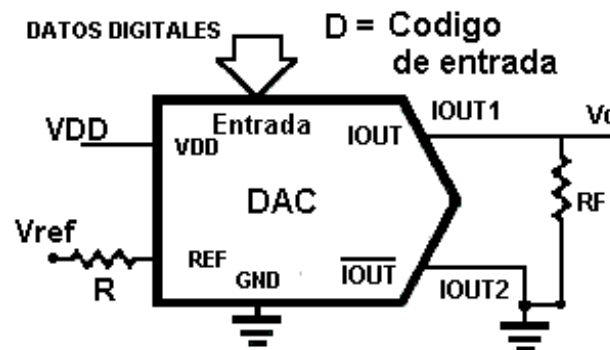 DATOS DIGITALES
D = Codigo
de entrada
VDD
VDD
Entrada
IOUT
IOUT1
DAC
RF
Vref
R
REF
GND
IOUT
IOUT2